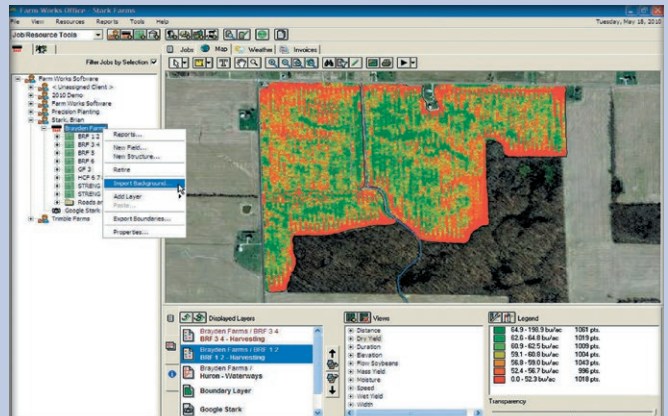 Farm Works Office - Stark Farms
File View Resources Reports Tools Help
Tuesday, May 18, 2010
Job/Resource Tools
Jobs Map Weather Invoices
Filter Jobs by Selection
Farm Works Software
< Unassigned Client >
2010 Demo
Farm Works Software
Precision Planting
Stark, Brian
Brayden Farms
BRF 1 2
BRF 3 4
BRF 5
BRF 6
GF 3
HCF 6 7
STRENG
STRENG
Roads ar
Google Stark
Trimble Farms
Reports...
New Field...
New Structure...
Retire
Import Background...
Add Layer
Paste...
Export Boundaries...
Properties...
Displayed Layers
Brayden Farms / BRF 3 4
BRF 3 4 - Harvesting
Brayden Farms / BRF 1 2
BRF 1 2 - Harvesting
Brayden Farms /
Huron - Waterways
Boundary Layer
Google Stark
Views
Distance
Dry Yield
Duration
Elevation
Grow Soybeans
Mass Yield
Moisture
Speed
Wet Yield
Width
Legend
64.9 - 198.9 bu/ac 1061 pts.
62.6 - 64.8 bu/ac 1019 pts.
60.9 - 62.5 bu/ac 1009 pts.
59.1 - 60.8 bu/ac 1004 pts.
56.8 - 59.0 bu/ac 1043 pts.
52.4 - 56.7 bu/ac 996 pts.
0.0 - 52.3 bu/ac 1018 pts.
Transparency